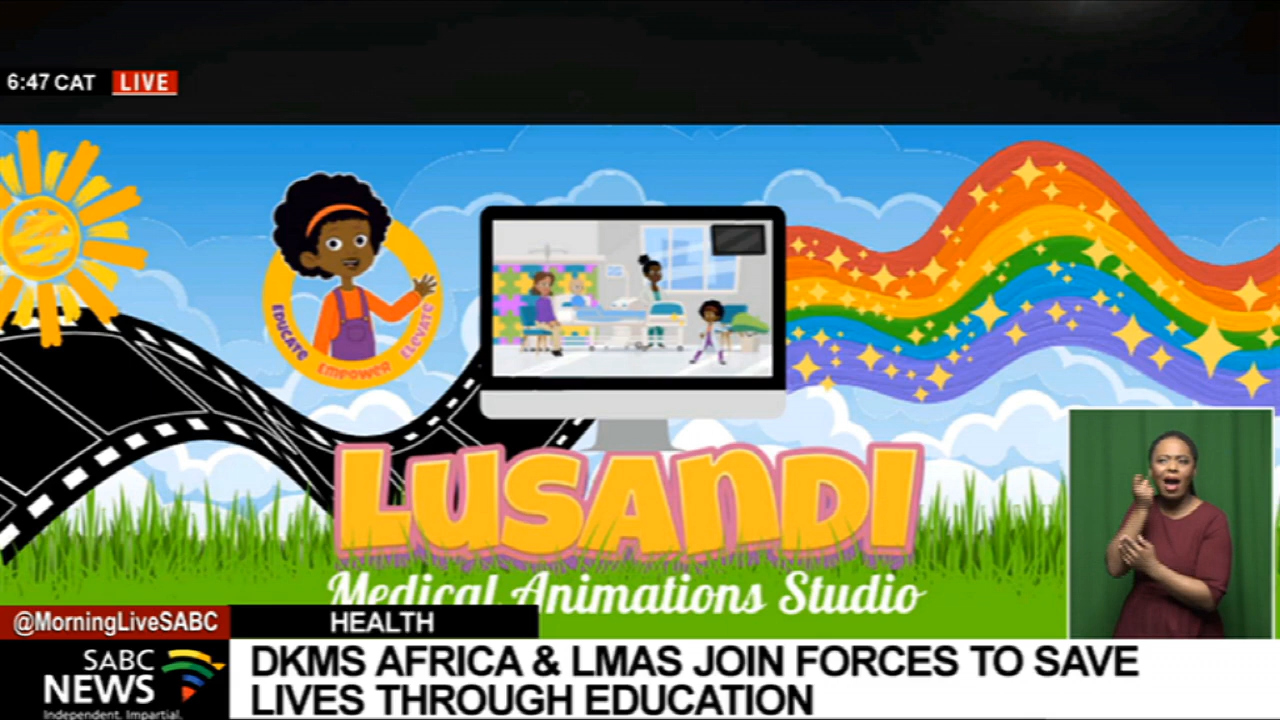 6:47 CAT LIVE
EDUCATE
EMPOWER
ELEVATE
LUSANDI
Medical Animations Studio
@MorningLiveSABC HEALTH
SABC
NEWS
Independent. Impartial.
DKMS AFRICA & LMAS JOIN FORCES TO SAVE
LIVES THROUGH EDUCATION